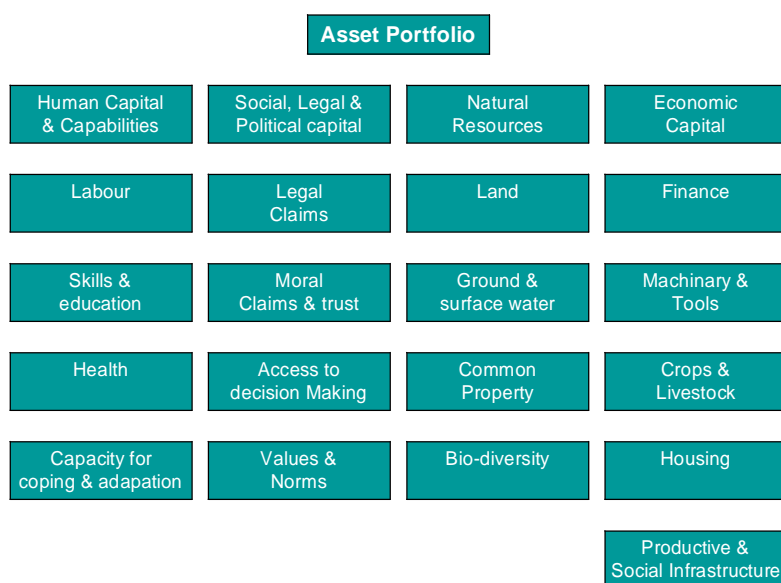 Asset Portfolio
Human Capital
& Capabilities
Social, Legal &
Political capital
Natural
Resources
Economic
Capital
Labour
Legal
Claims
Land
Finance
Skills &
education
Moral
Claims & trust
Ground &
surface water
Machinary &
Tools
Health
Access to
decision Making
Common
Property
Crops &
Livestock
Capacity for
coping & adapation
Values &
Norms
Bio-diversity
Housing
Productive &
Social Infrastructure